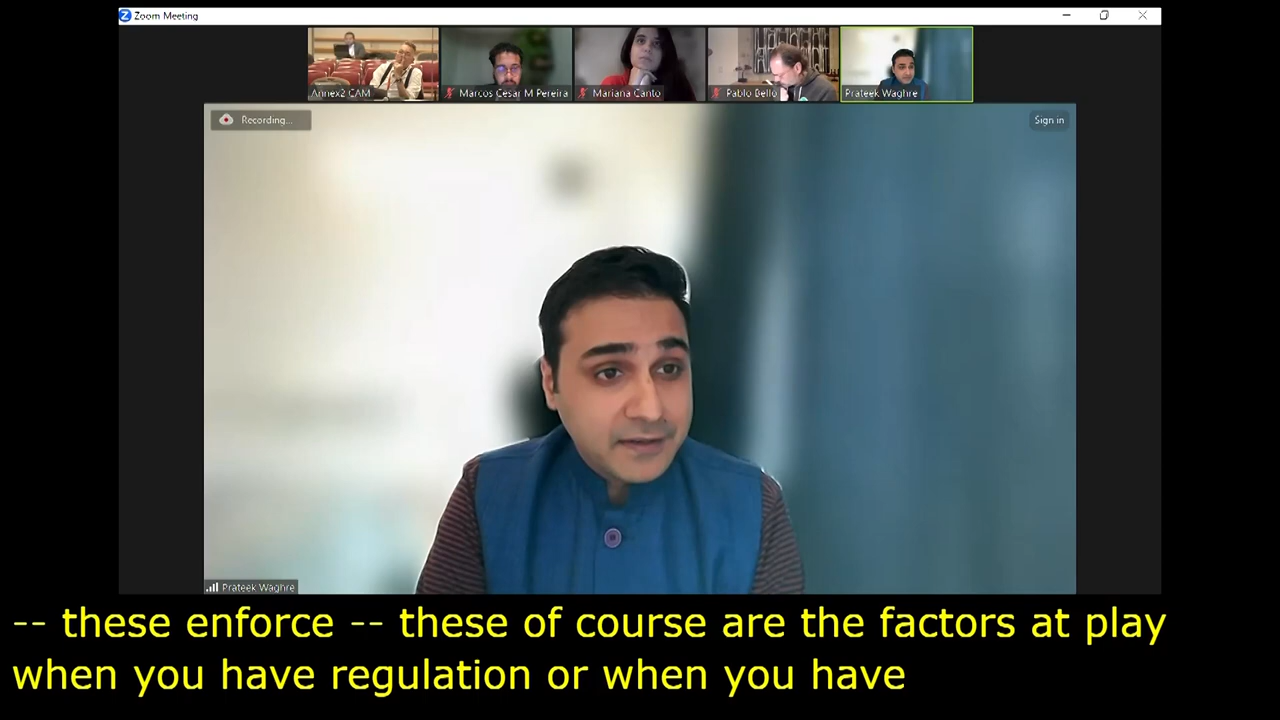 Zoom Meeting
Annex2 CAM
Marcos Cesar M Pereira
Mariana Canto
Pablo Bello
Prateek Waghre
Recording...
Sign in
Prateek Waghre
-- these enforce -- these of course are the factors at play
when you have regulation or when you have